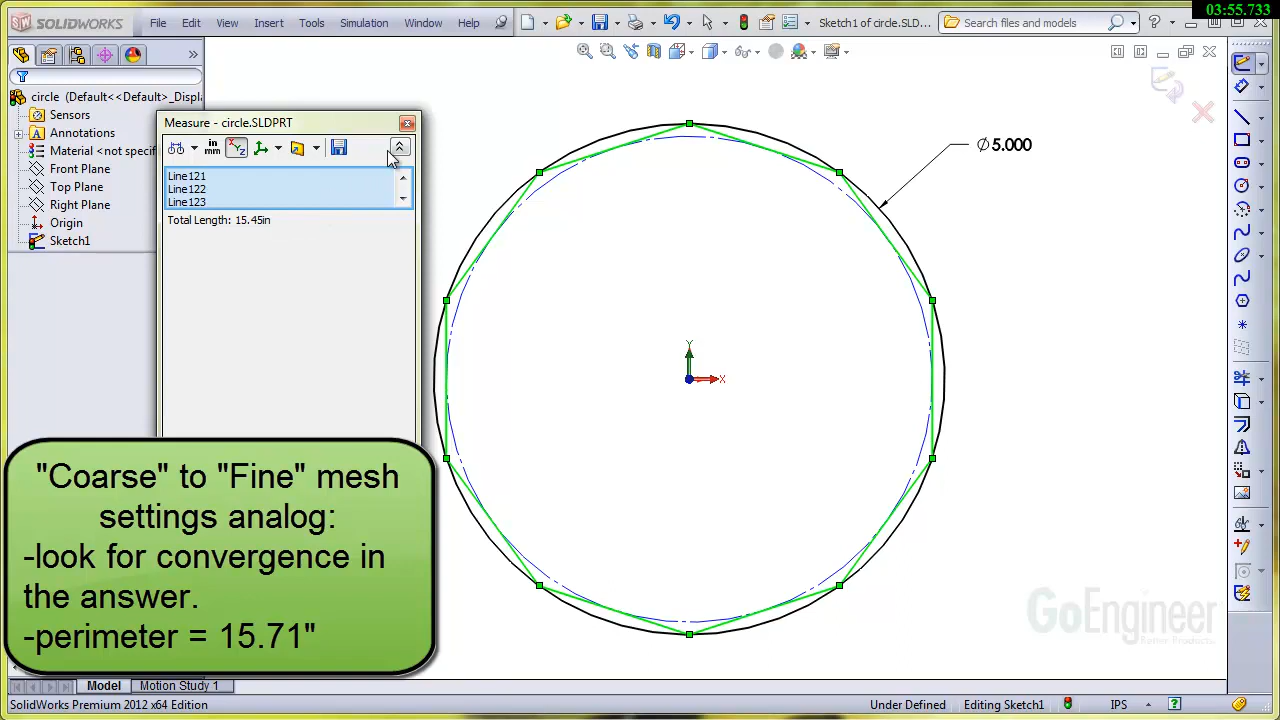 03:55.733
SOLIDWORKS File Edit View Insert Tools Simulation Window Help Sketch1 of circle.SLD... Search files and models
circle (Default<<Default>_Displ
Sensors
Annotations
Material <not specif
Front Plane
Top Plane
Right Plane
Origin
Sketch1
Measure - circle.SLDPRT
in
mm
Line121
Line122
Line123
Total Length: 15.45in
Ø5.000
Y
X
"Coarse" to "Fine" mesh
settings analog:
-look for convergence in
the answer.
-perimeter = 15.71"
GoEngineer
Model Motion Study 1
SolidWorks Premium 2012 x64 Edition Under Defined Editing Sketch1 IPS